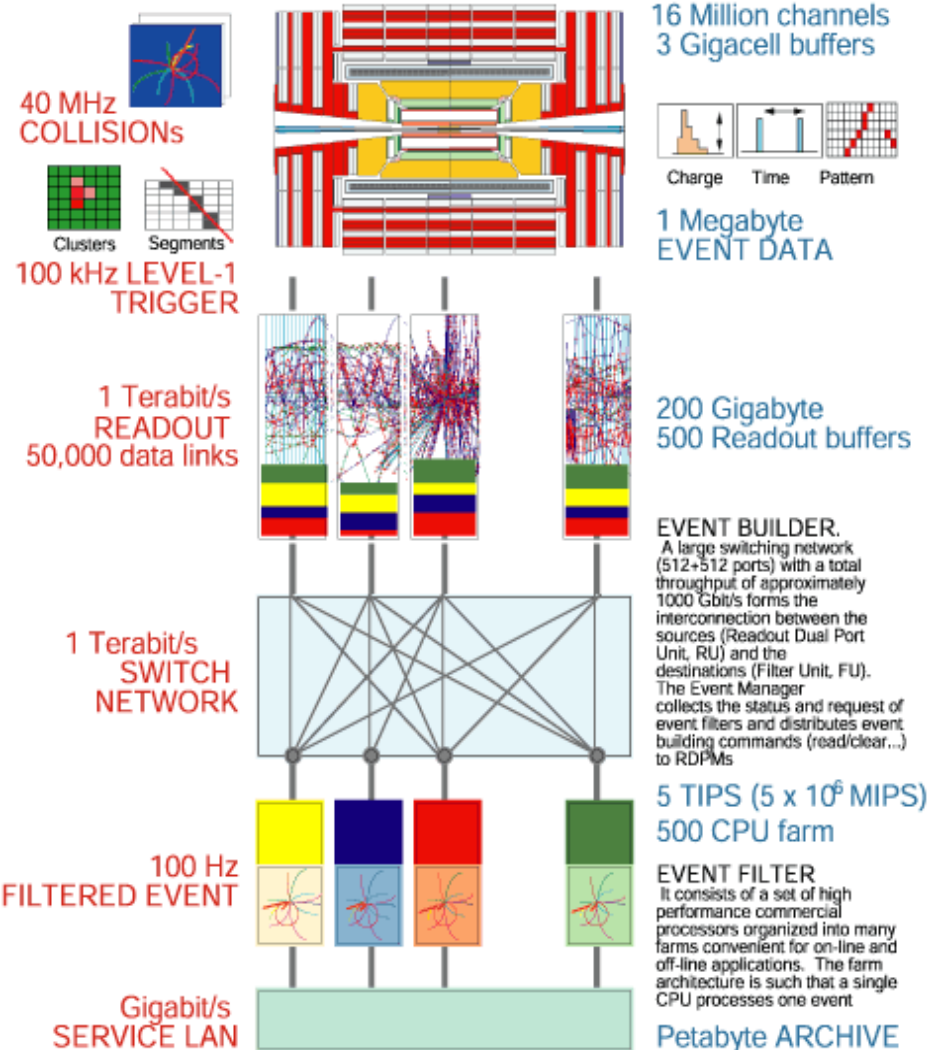 16 Million channels
3 Gigacell buffers
40 MHz
COLLISIONs
Charge Time Pattern
Clusters Segments
1 Megabyte
EVENT DATA
100 kHz LEVEL-1
TRIGGER
1 Terabit/s
READOUT
50,000 data links
200 Gigabyte
500 Readout buffers
EVENT BUILDER.
A large switching network
(512+512 ports) with a total
throughput of approximately
1000 Gbit/s forms the
interconnection between the
sources (Readout Dual Port
Unit, RU) and the
destinations (Filter Unit, FU).
The Event Manager
collects the status and request of
event filters and distributes event
building commands (read/clear...)
to RDPMs
1 Terabit/s
SWITCH
NETWORK
5 TIPS (5 x 10⁶ MIPS)
500 CPU farm
100 Hz
FILTERED EVENT
EVENT FILTER
It consists of a set of high
performance commercial
processors organized into many
farms convenient for on-line and
off-line applications. The farm
architecture is such that a single
CPU processes one event
Gigabit/s
SERVICE LAN
Petabyte ARCHIVE